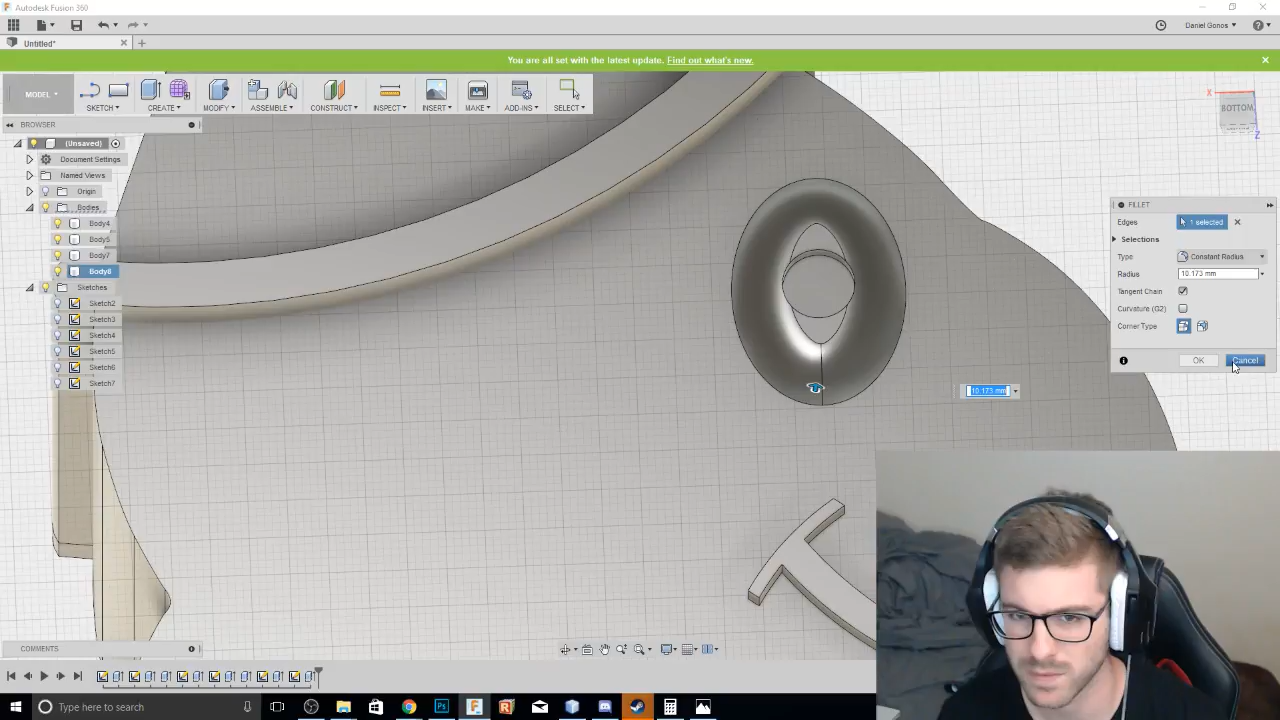 Autodesk Fusion 360
Daniel Gonos
Untitled*
You are all set with the latest update. Find out what's new.
MODEL
SKETCH
CREATE
MODIFY
ASSEMBLE
CONSTRUCT
INSPECT
INSERT
MAKE
ADD-INS
SELECT
X
BOTTOM
Z
BROWSER
(Unsaved)
Document Settings
Named Views
Origin
Bodies
Body4
Body5
Body7
Body8
Sketches
Sketch2
Sketch3
Sketch4
Sketch5
Sketch6
Sketch7
FILLET
Edges
1 selected
Selections
Type
Constant Radius
Radius
10.173 mm
Tangent Chain
Curvature (G2)
Corner Type
OK
Cancel
10.173 mm
COMMENTS
Type here to search